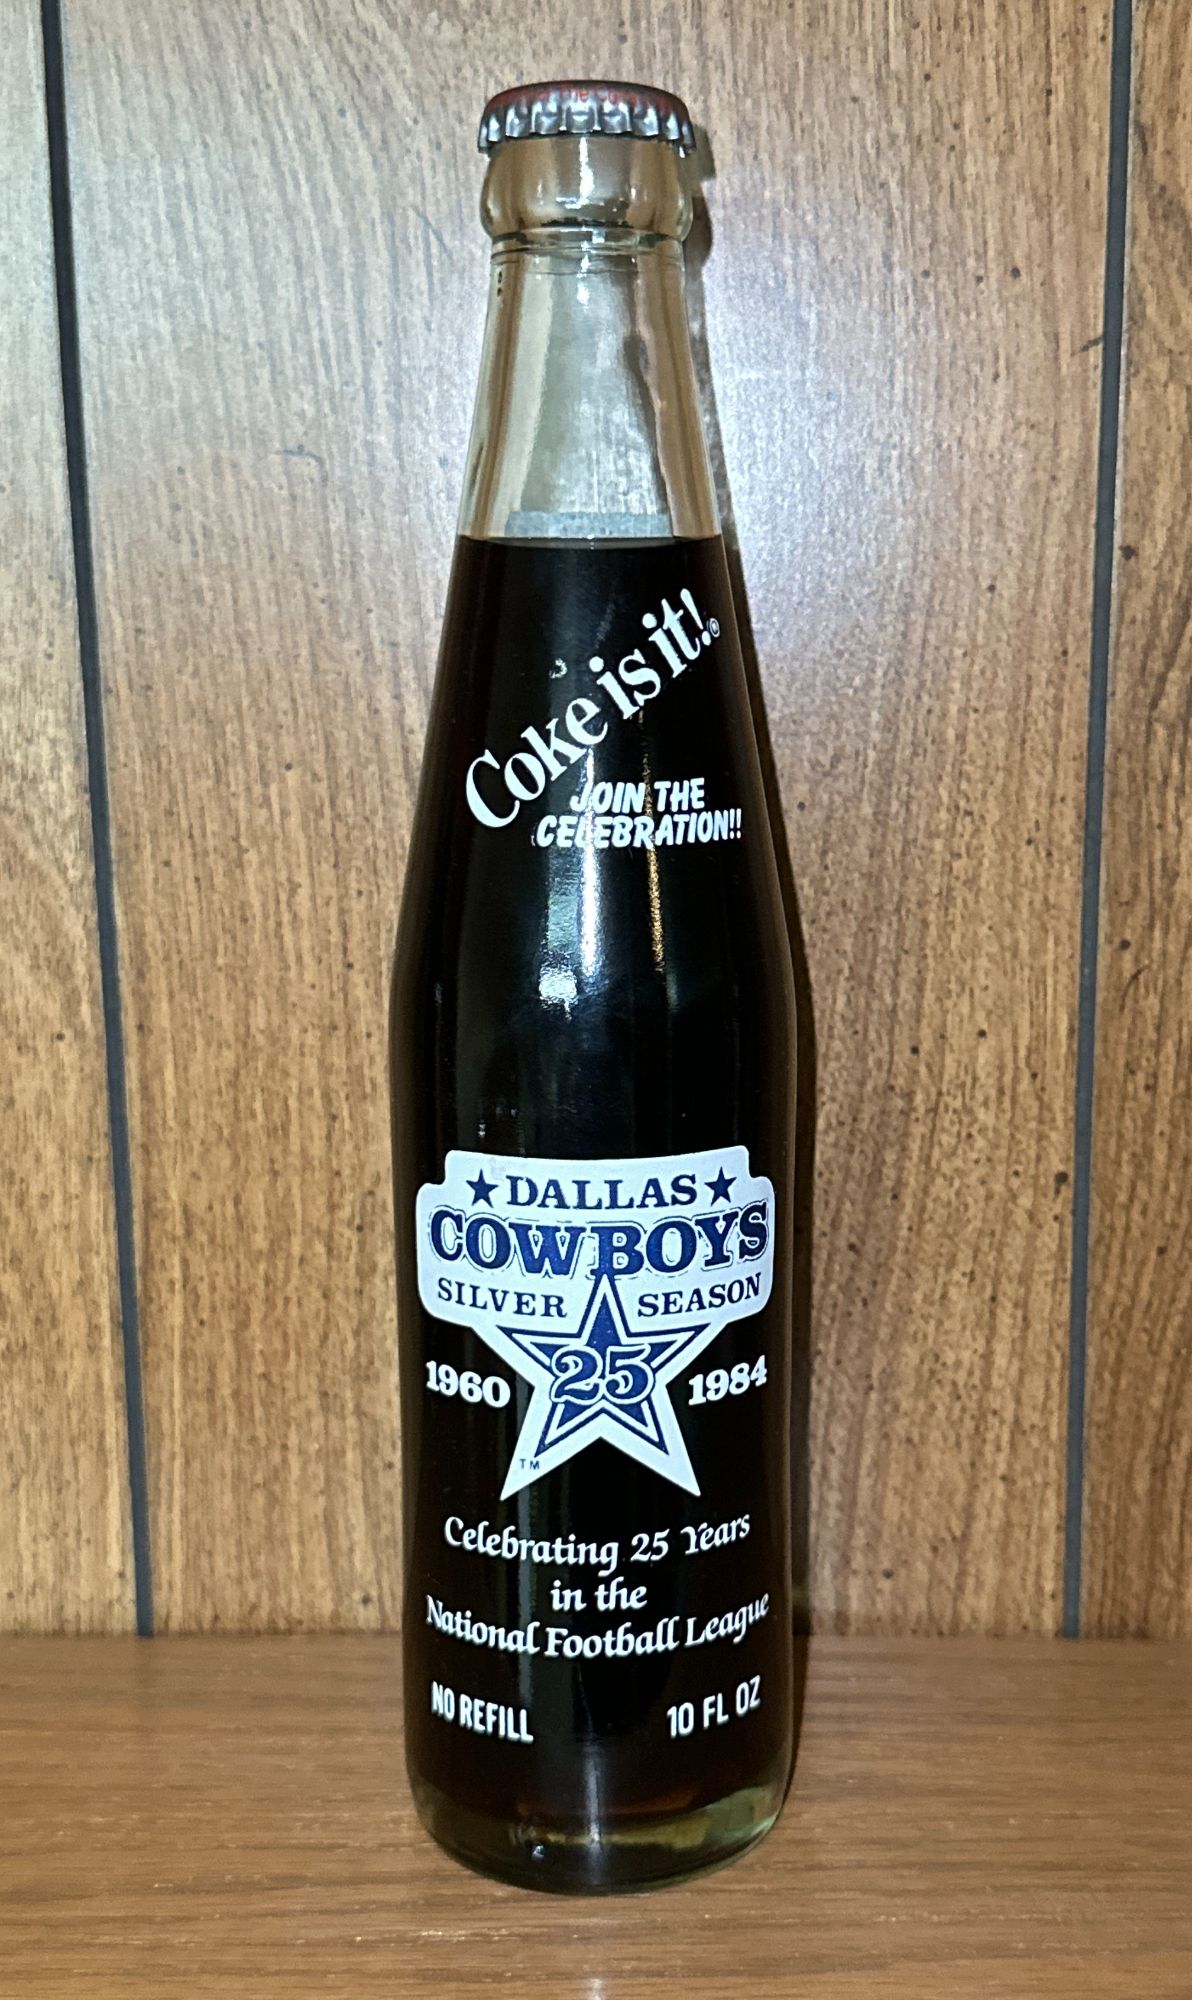 Coke is it!®
JOIN THE
CELEBRATION!!
DALLAS
COWBOYS
SILVER SEASON
1960 25 1984
TM
Celebrating 25 Years
in the
National Football League
NO REFILL 10 FL OZ